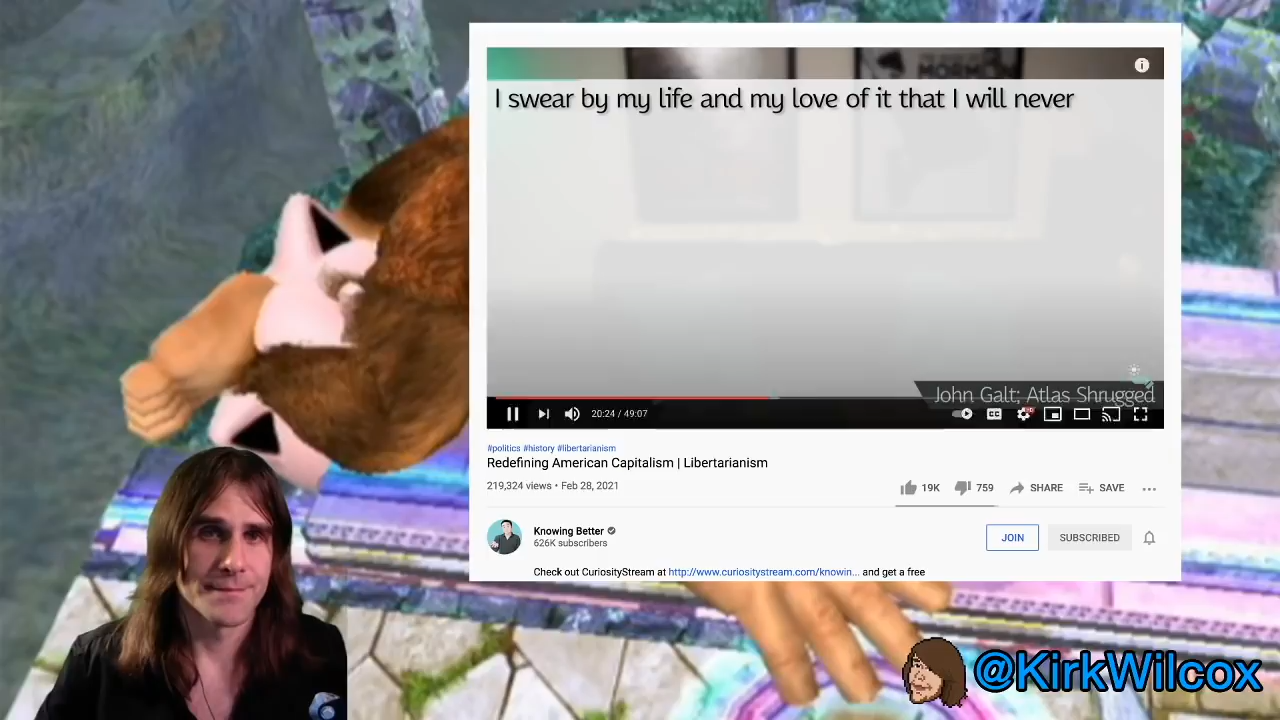 MORMO
I swear by my life and my love of it that I will never
John Galt; Atlas Shrugged
20:24 / 49:07
CC
#politics #history #libertarianism
Redefining American Capitalism | Libertarianism
219,324 views • Feb 28, 2021
19K 759 SHARE SAVE
Knowing Better
626K subscribers
JOIN SUBSCRIBED
Check out CuriosityStream at http://www.curiositystream.com/knowin... and get a free
@KirkWilcox